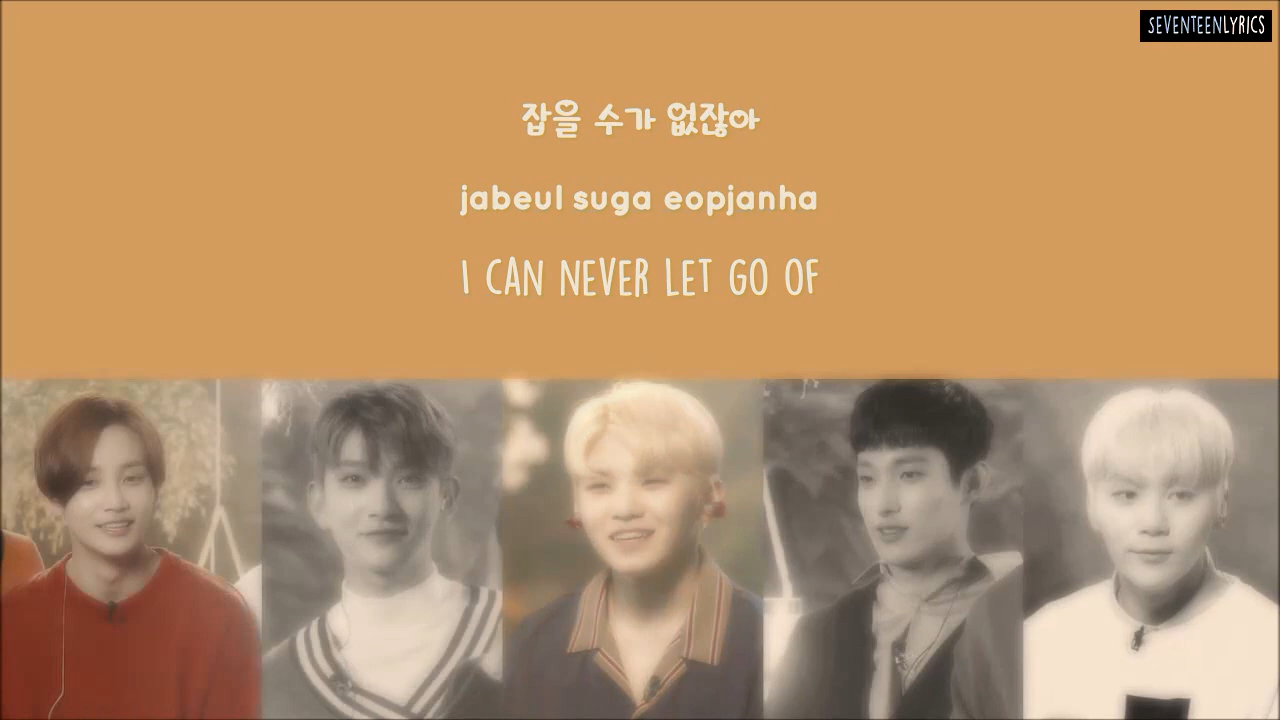 SEVENTEENLYRICS
잡을 수가 없잖아
jabeul suga eopjanha
I CAN NEVER LET GO OF